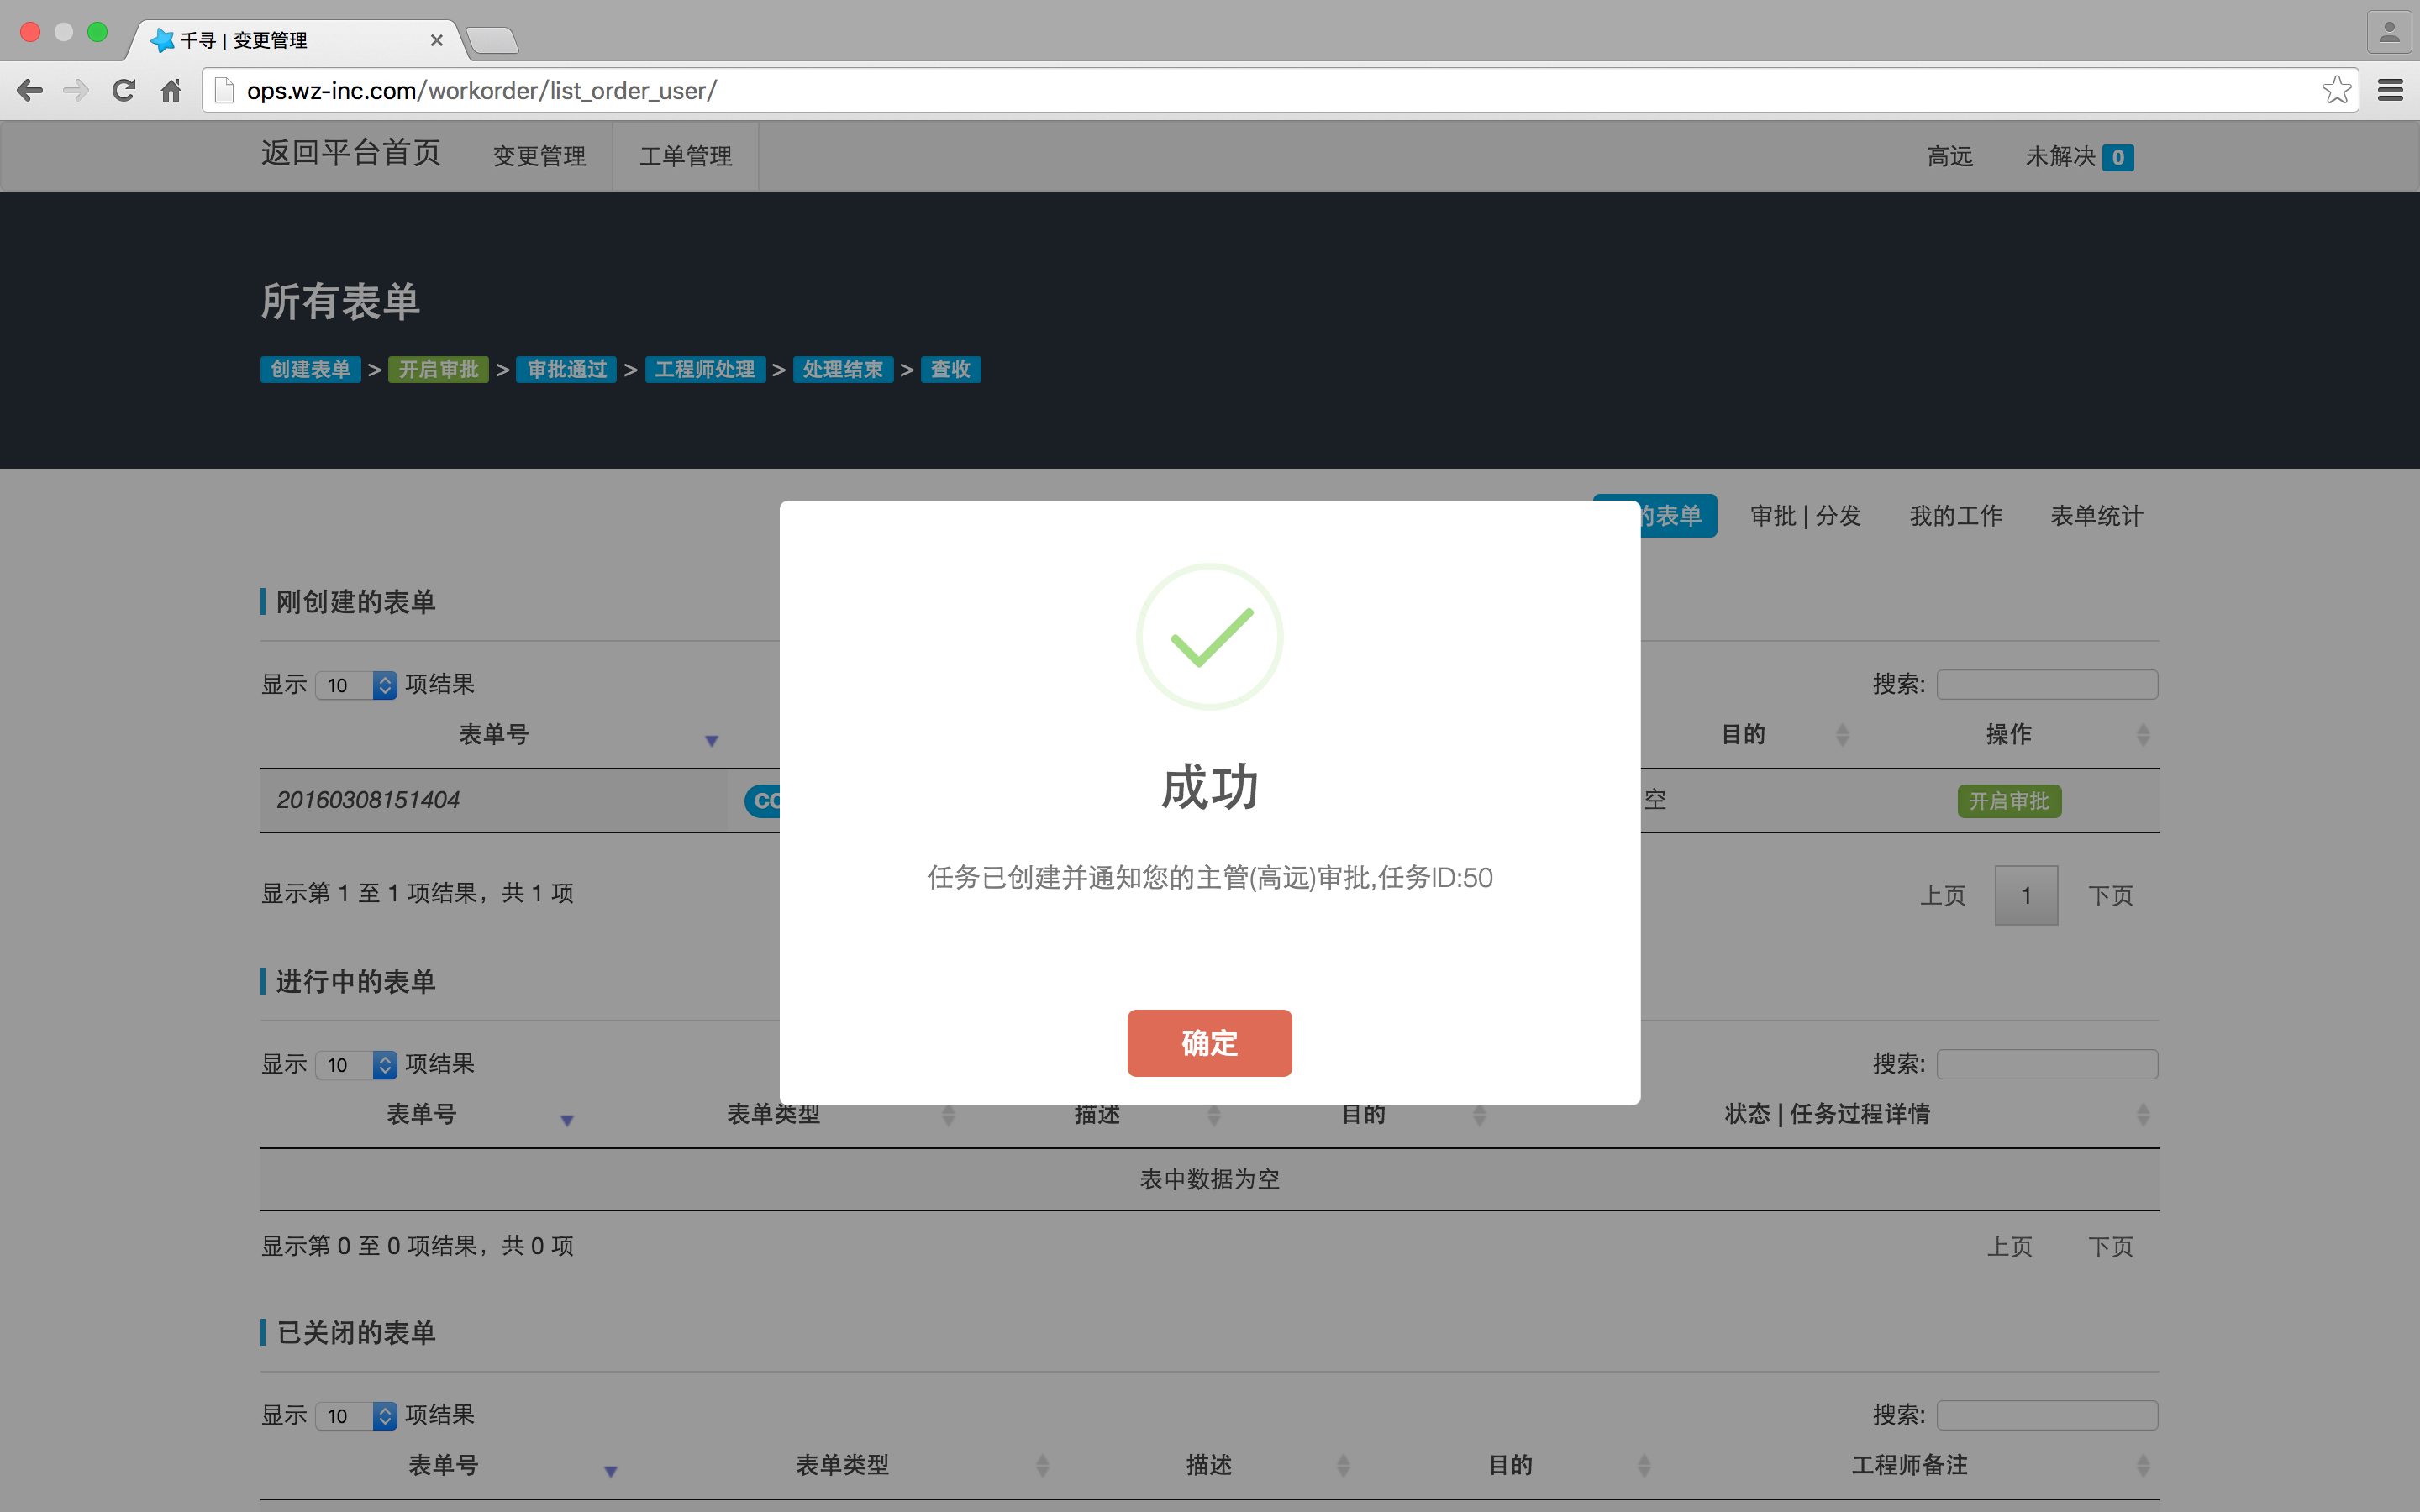 千寻 | 变更管理
ops.wz-inc.com/workorder/list_order_user/
返回平台首页 变更管理 工单管理 高远 未解决 0
所有表单
创建表单 > 开启审批 > 审批通过 > 工程师处理 > 处理结束 > 查收
的表单 审批 | 分发 我的工作 表单统计
刚创建的表单
显示 10 项结果 搜索:
表单号 目的 操作
20160308151404 空 开启审批
显示第 1 至 1 项结果，共 1 项 上页 1 下页
成功
任务已创建并通知您的主管(高远)审批,任务ID:50
确定
进行中的表单
显示 10 项结果 搜索:
表单号 表单类型 描述 目的 状态 | 任务过程详情
表中数据为空
显示第 0 至 0 项结果，共 0 项 上页 下页
已关闭的表单
显示 10 项结果 搜索:
表单号 表单类型 描述 目的 工程师备注